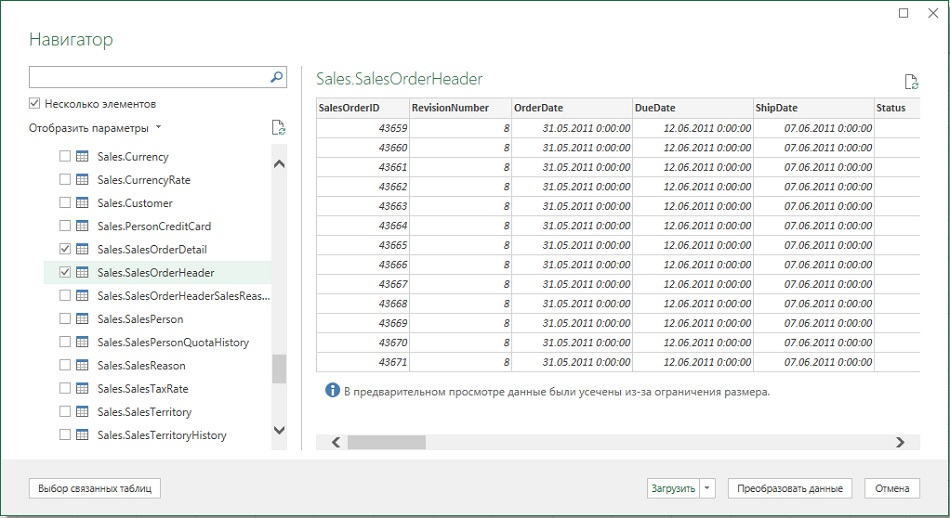 Навигатор
Несколько элементов
Отобразить параметры
Sales.Currency
Sales.CurrencyRate
Sales.Customer
Sales.PersonCreditCard
Sales.SalesOrderDetail
Sales.SalesOrderHeader
Sales.SalesOrderHeaderSalesReas...
Sales.SalesPerson
Sales.SalesPersonQuotaHistory
Sales.SalesReason
Sales.SalesTaxRate
Sales.SalesTerritory
Sales.SalesTerritoryHistory
Sales.SalesOrderHeader
SalesOrderID RevisionNumber OrderDate DueDate ShipDate Status
43659 8 31.05.2011 0:00:00 12.06.2011 0:00:00 07.06.2011 0:00:00
43660 8 31.05.2011 0:00:00 12.06.2011 0:00:00 07.06.2011 0:00:00
43661 8 31.05.2011 0:00:00 12.06.2011 0:00:00 07.06.2011 0:00:00
43662 8 31.05.2011 0:00:00 12.06.2011 0:00:00 07.06.2011 0:00:00
43663 8 31.05.2011 0:00:00 12.06.2011 0:00:00 07.06.2011 0:00:00
43664 8 31.05.2011 0:00:00 12.06.2011 0:00:00 07.06.2011 0:00:00
43665 8 31.05.2011 0:00:00 12.06.2011 0:00:00 07.06.2011 0:00:00
43666 8 31.05.2011 0:00:00 12.06.2011 0:00:00 07.06.2011 0:00:00
43667 8 31.05.2011 0:00:00 12.06.2011 0:00:00 07.06.2011 0:00:00
43668 8 31.05.2011 0:00:00 12.06.2011 0:00:00 07.06.2011 0:00:00
43669 8 31.05.2011 0:00:00 12.06.2011 0:00:00 07.06.2011 0:00:00
43670 8 31.05.2011 0:00:00 12.06.2011 0:00:00 07.06.2011 0:00:00
43671 8 31.05.2011 0:00:00 12.06.2011 0:00:00 07.06.2011 0:00:00
В предварительном просмотре данные были усечены из-за ограничения размера.
Выбор связанных таблиц
Загрузить
Преобразовать данные
Отмена